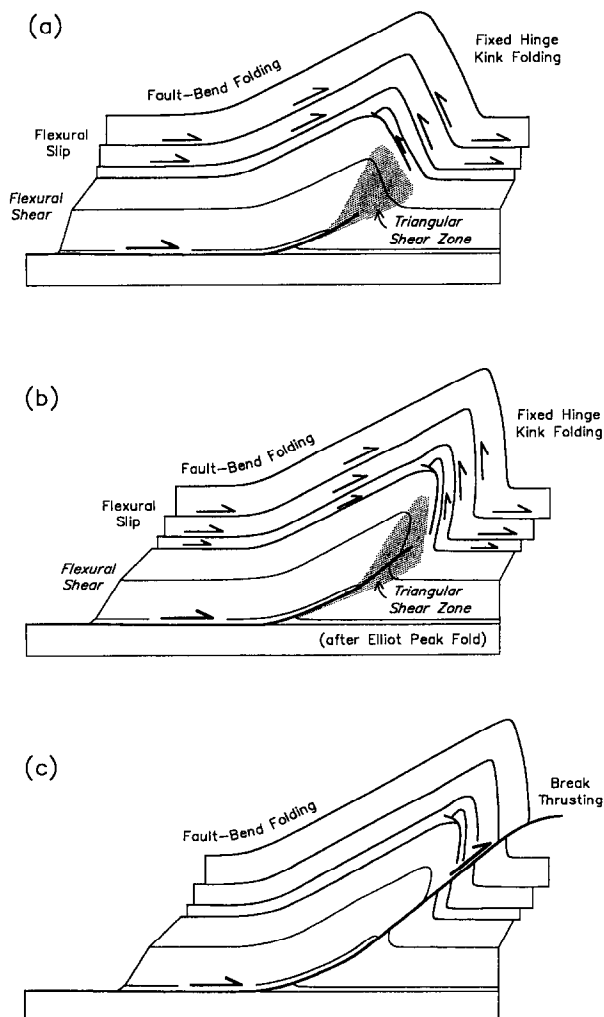 (a)
Fixed Hinge
Kink Folding
Fault-Bend Folding
Flexural
Slip
Flexural
Shear
Triangular
Shear Zone
(b)
Fixed Hinge
Kink Folding
Fault-Bend Folding
Flexural
Slip
Flexural
Shear
Triangular
Shear Zone
(after Elliot Peak Fold)
(c)
Break
Thrusting
Fault-Bend Folding